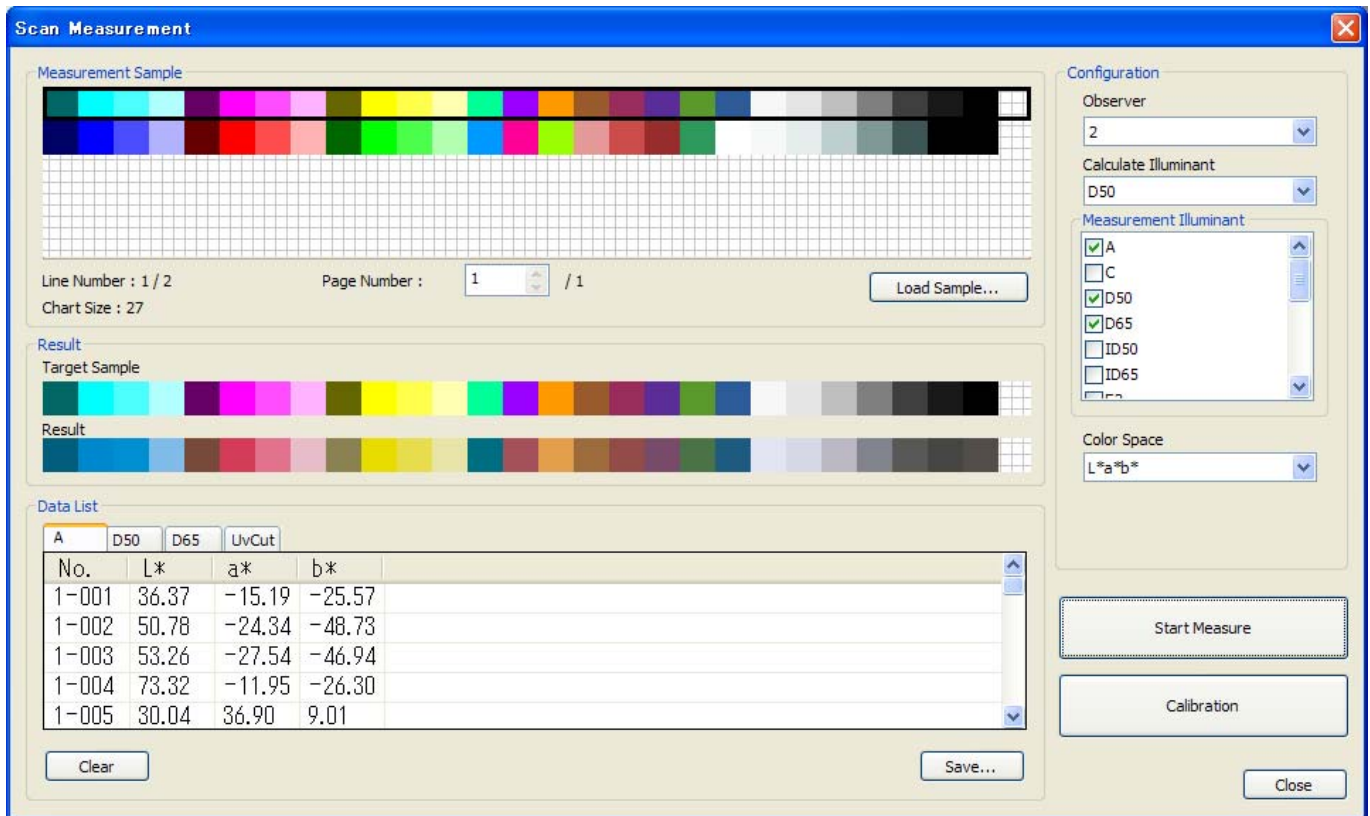 Scan Measurement
Measurement Sample
Line Number : 1 / 2
Page Number :
1
/ 1
Load Sample...
Chart Size : 27
Result
Target Sample
Result
Data List
A D50 D65 UvCut
No. L* a* b*
1-001 36.37 -15.19 -25.57
1-002 50.78 -24.34 -48.73
1-003 53.26 -27.54 -46.94
1-004 73.32 -11.95 -26.30
1-005 30.04 36.90 9.01
Clear
Save...
Configuration
Observer
2
Calculate Illuminant
D50
Measurement Illuminant
A
C
D50
D65
ID50
ID65
Color Space
L*a*b*
Start Measure
Calibration
Close